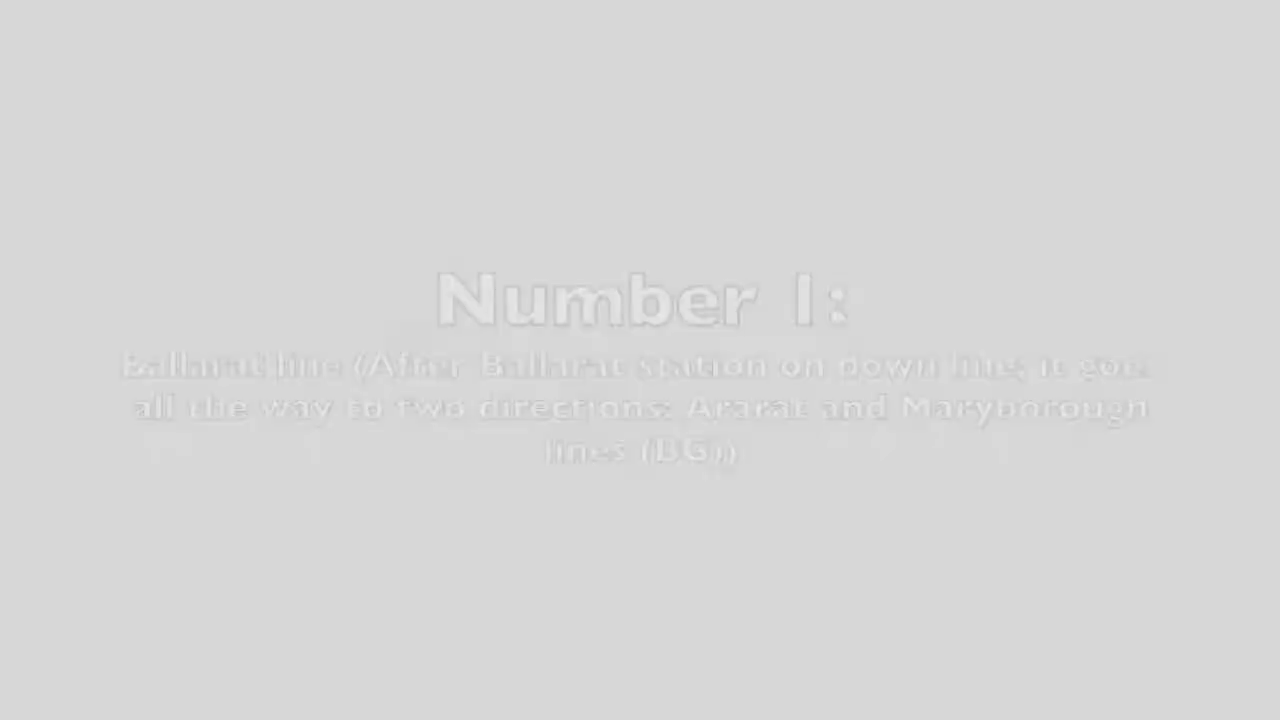 Number 1:
Ballarat line (After Ballarat station on down line, it goes
all the way to two directions: Ararat and Maryborough
lines (BG))